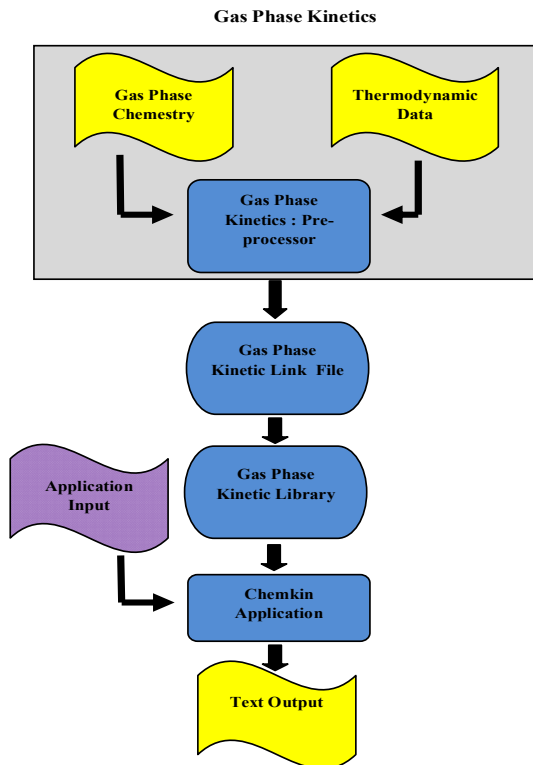 Gas Phase Kinetics
Gas Phase
Chemestry
Thermodynamic
Data
Gas Phase
Kinetics : Pre-
processor
Gas Phase
Kinetic Link File
Gas Phase
Kinetic Library
Application
Input
Chemkin
Application
Text Output